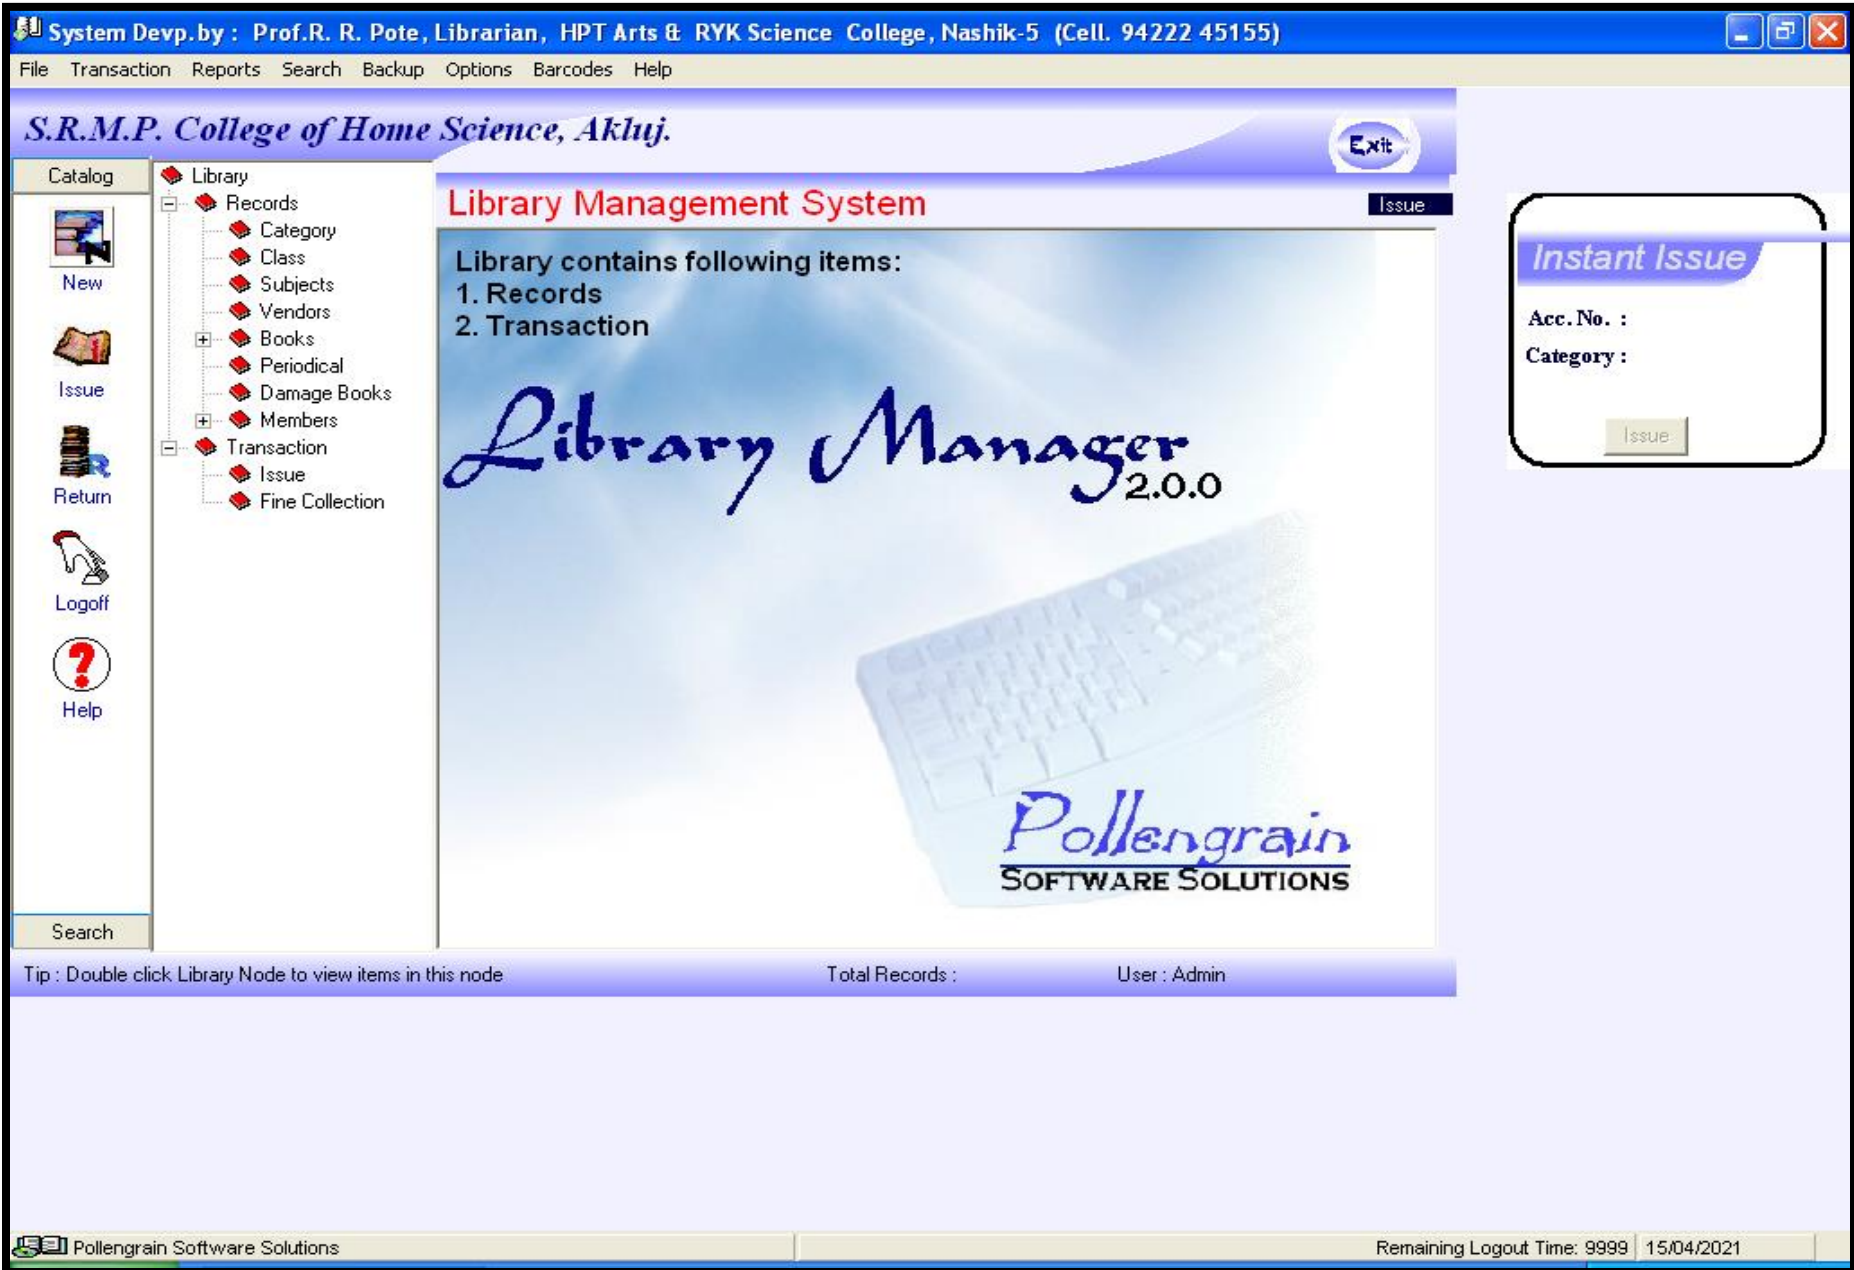 System Devp.by : Prof.R. R. Pote, Librarian, HPT Arts & RYK Science College, Nashik-5 (Cell. 94222 45155)
File Transaction Reports Search Backup Options Barcodes Help
S.R.M.P. College of Home Science, Akluj.
Exit
Catalog
New
Issue
Return
Logoff
Help
Search
Library
Records
Category
Class
Subjects
Vendors
Books
Periodical
Damage Books
Members
Transaction
Issue
Fine Collection
Library Management System
Issue
Library contains following items:
1. Records
2. Transaction
Library Manager
2.0.0
Pollengrain
SOFTWARE SOLUTIONS
Instant Issue
Acc. No. :
Category :
Issue
Tip : Double click Library Node to view items in this node Total Records : User : Admin
Pollengrain Software Solutions Remaining Logout Time: 9999 15/04/2021